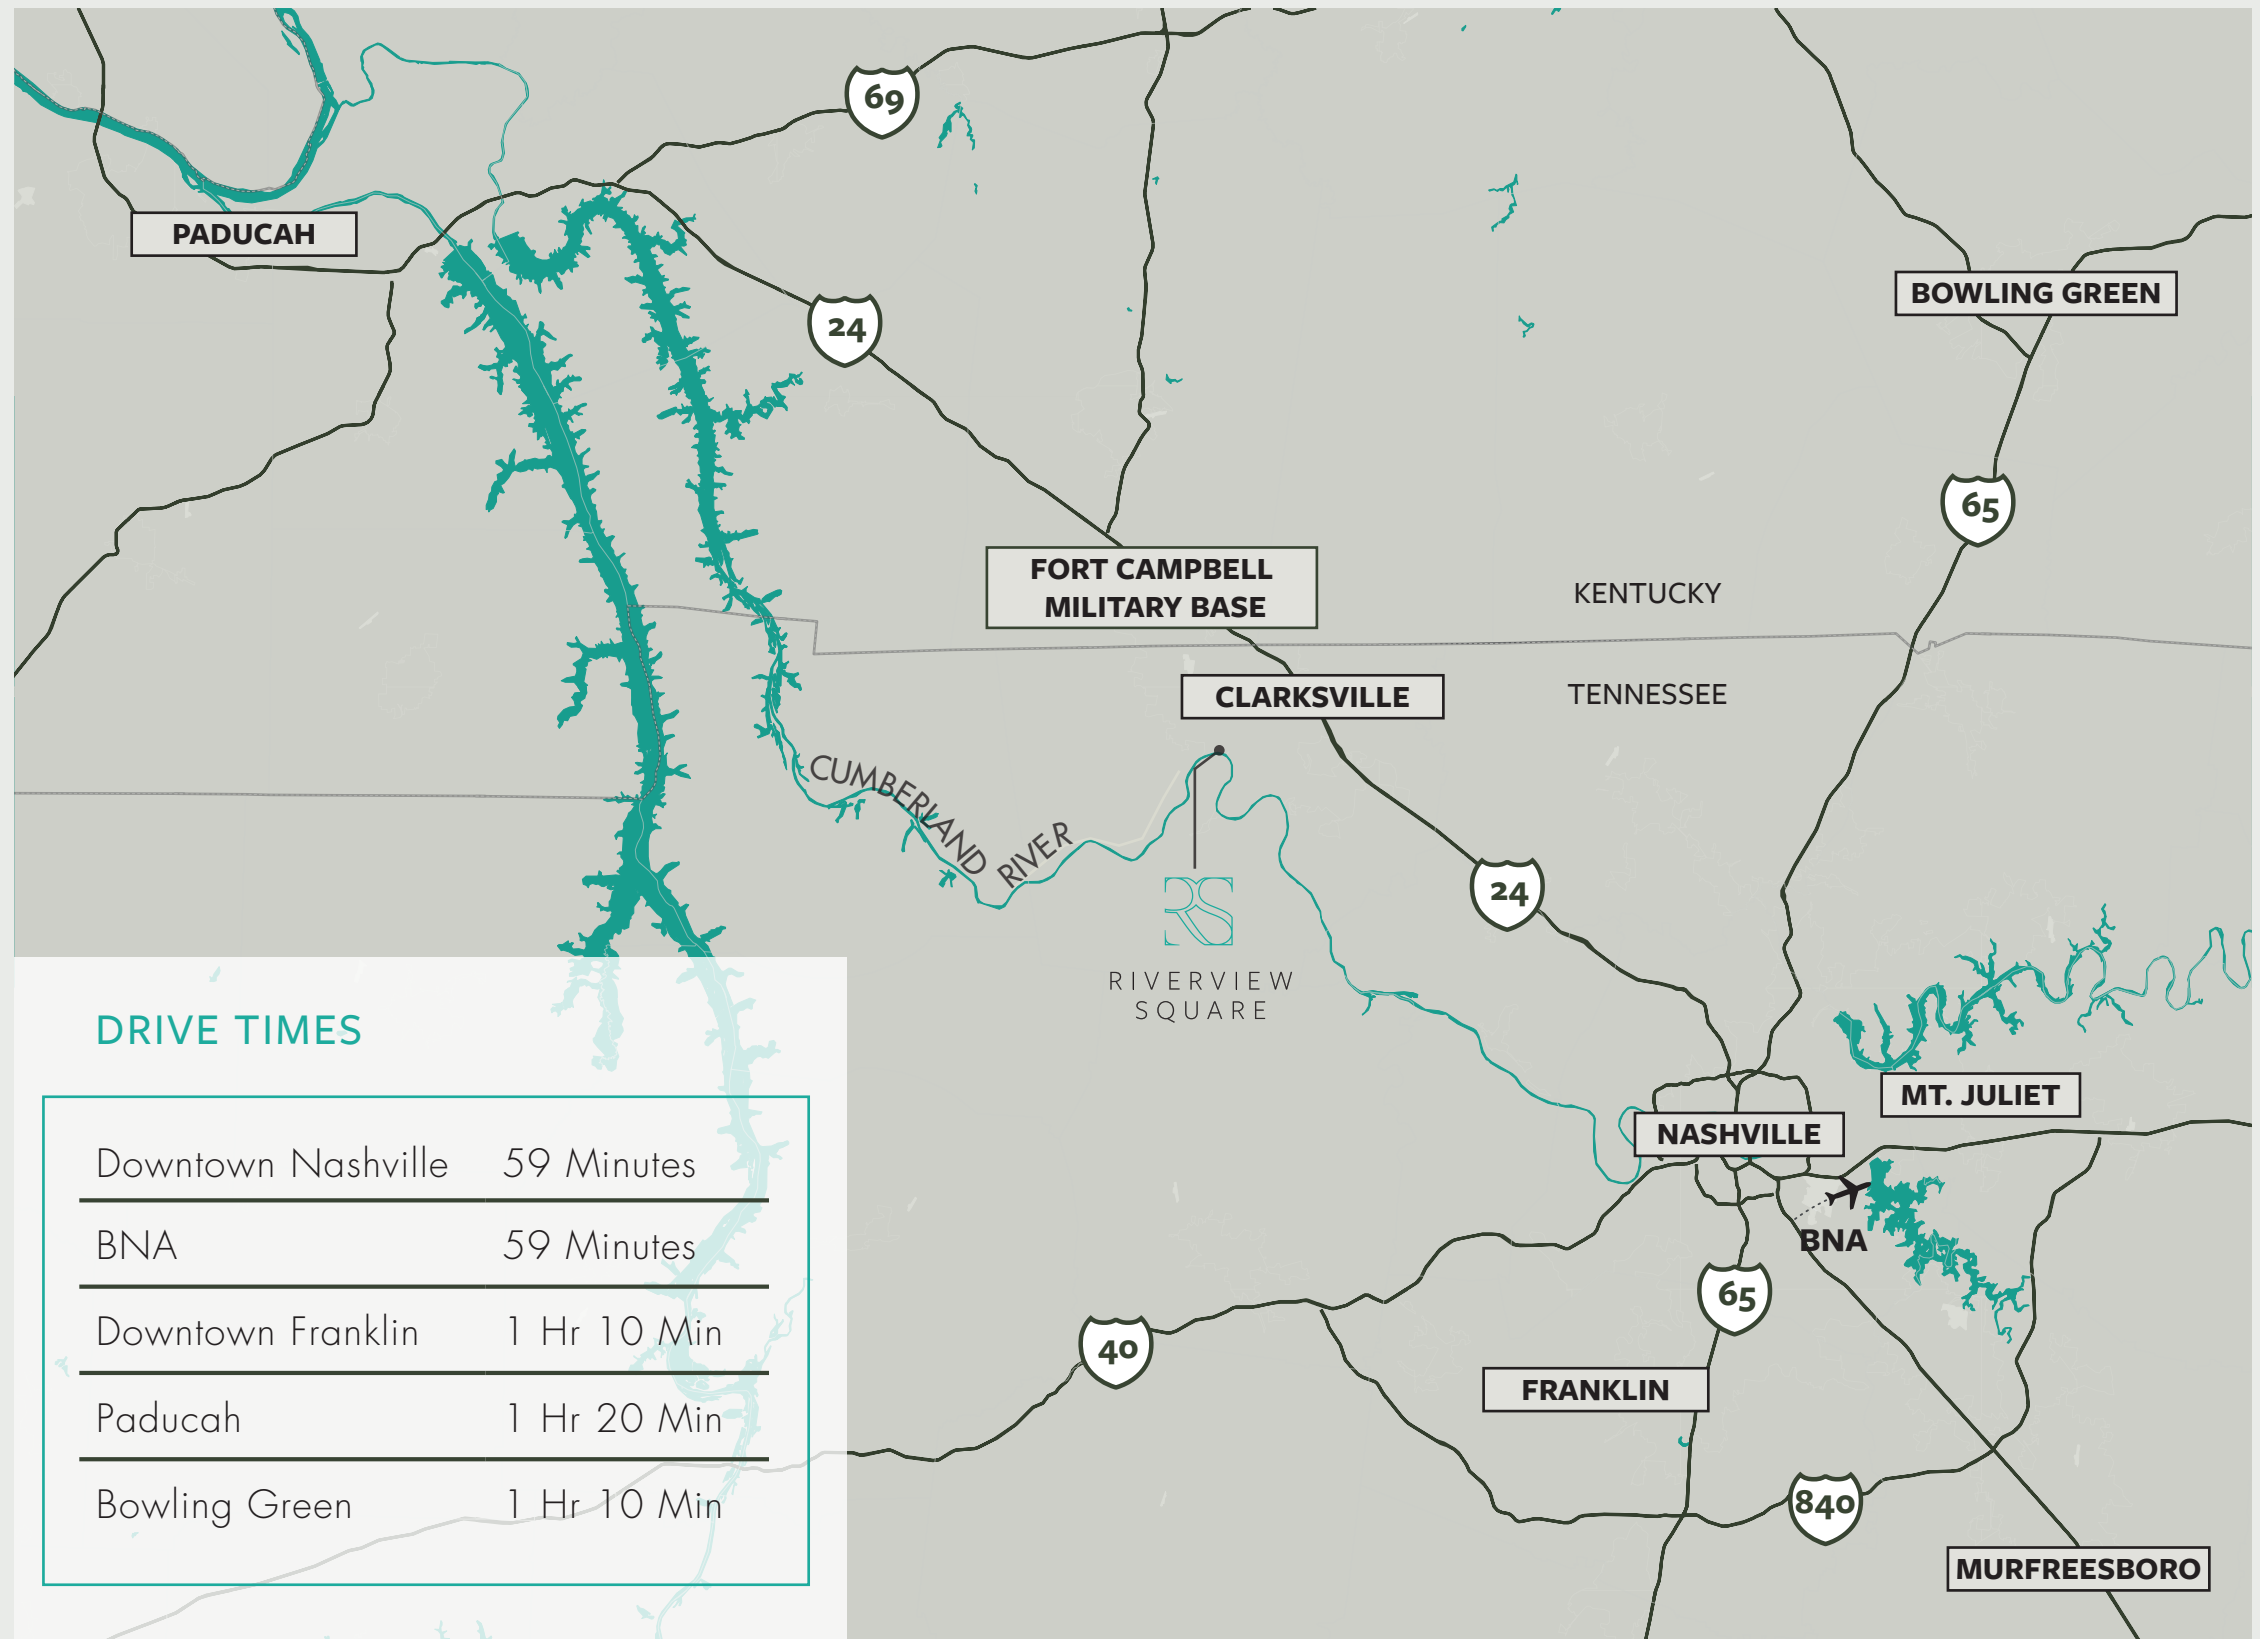 69
PADUCAH
BOWLING GREEN
24
65
FORT CAMPBELL
MILITARY BASE
KENTUCKY
CLARKSVILLE
TENNESSEE
CUMBERLAND RIVER
24
RS
RIVERVIEW
SQUARE
MT. JULIET
NASHVILLE
BNA
65
40
FRANKLIN
840
MURFREESBORO
DRIVE TIMES
Downtown Nashville 59 Minutes
BNA 59 Minutes
Downtown Franklin 1 Hr 10 Min
Paducah 1 Hr 20 Min
Bowling Green 1 Hr 10 Min